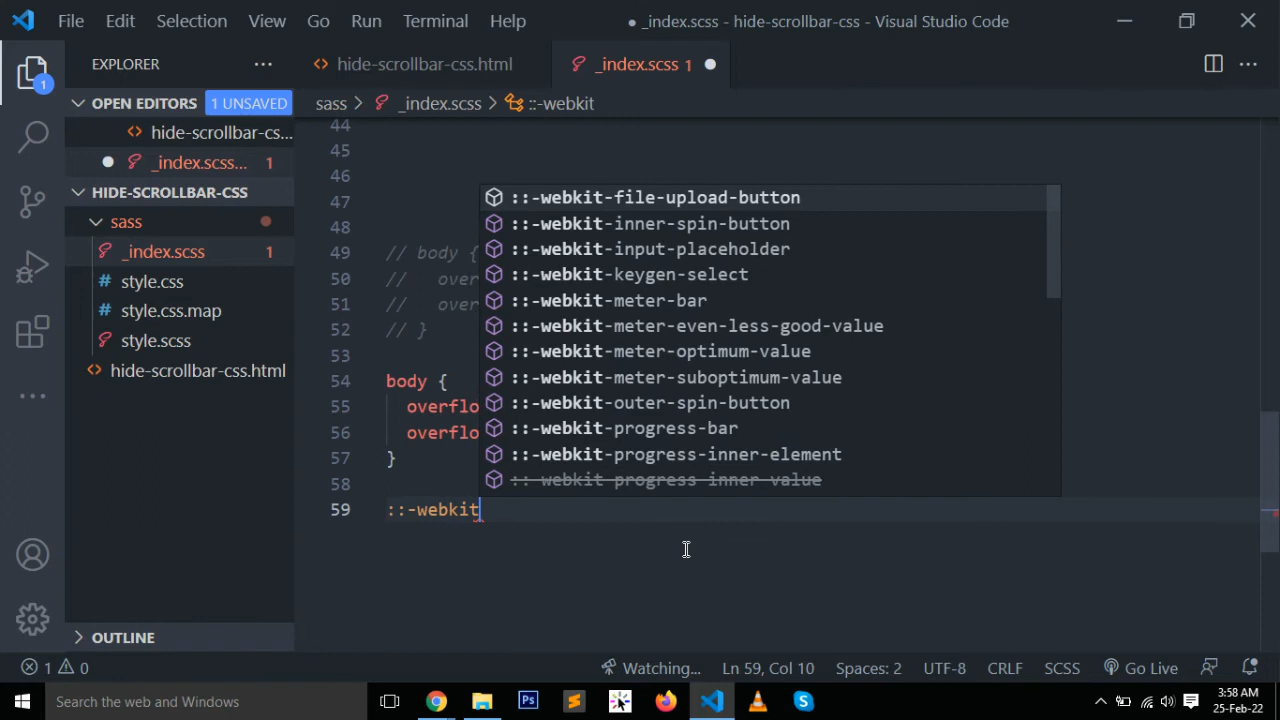 File Edit Selection View Go Run Terminal Help ● _index.scss - hide-scrollbar-css - Visual Studio Code
1
EXPLORER ...
OPEN EDITORS 1 UNSAVED
hide-scrollbar-cs...
_index.scss... 1
HIDE-SCROLLBAR-CSS
sass
_index.scss 1
style.css
style.css.map
style.scss
hide-scrollbar-css.html
OUTLINE
hide-scrollbar-css.html _index.scss 1
sass > _index.scss > ::-webkit
44
45
46
47
48
49 // body {
50 // over
51 // over
52 // }
53
54 body {
55 overflo
56 overflo
57 }
58
59 ::-webkit
::-webkit-file-upload-button
::-webkit-inner-spin-button
::-webkit-input-placeholder
::-webkit-keygen-select
::-webkit-meter-bar
::-webkit-meter-even-less-good-value
::-webkit-meter-optimum-value
::-webkit-meter-suboptimum-value
::-webkit-outer-spin-button
::-webkit-progress-bar
::-webkit-progress-inner-element
::-webkit-progress-inner-value
1 0 Watching... Ln 59, Col 10 Spaces: 2 UTF-8 CRLF SCSS Go Live
Search the web and Windows
Ps
3:58 AM
25-Feb-22